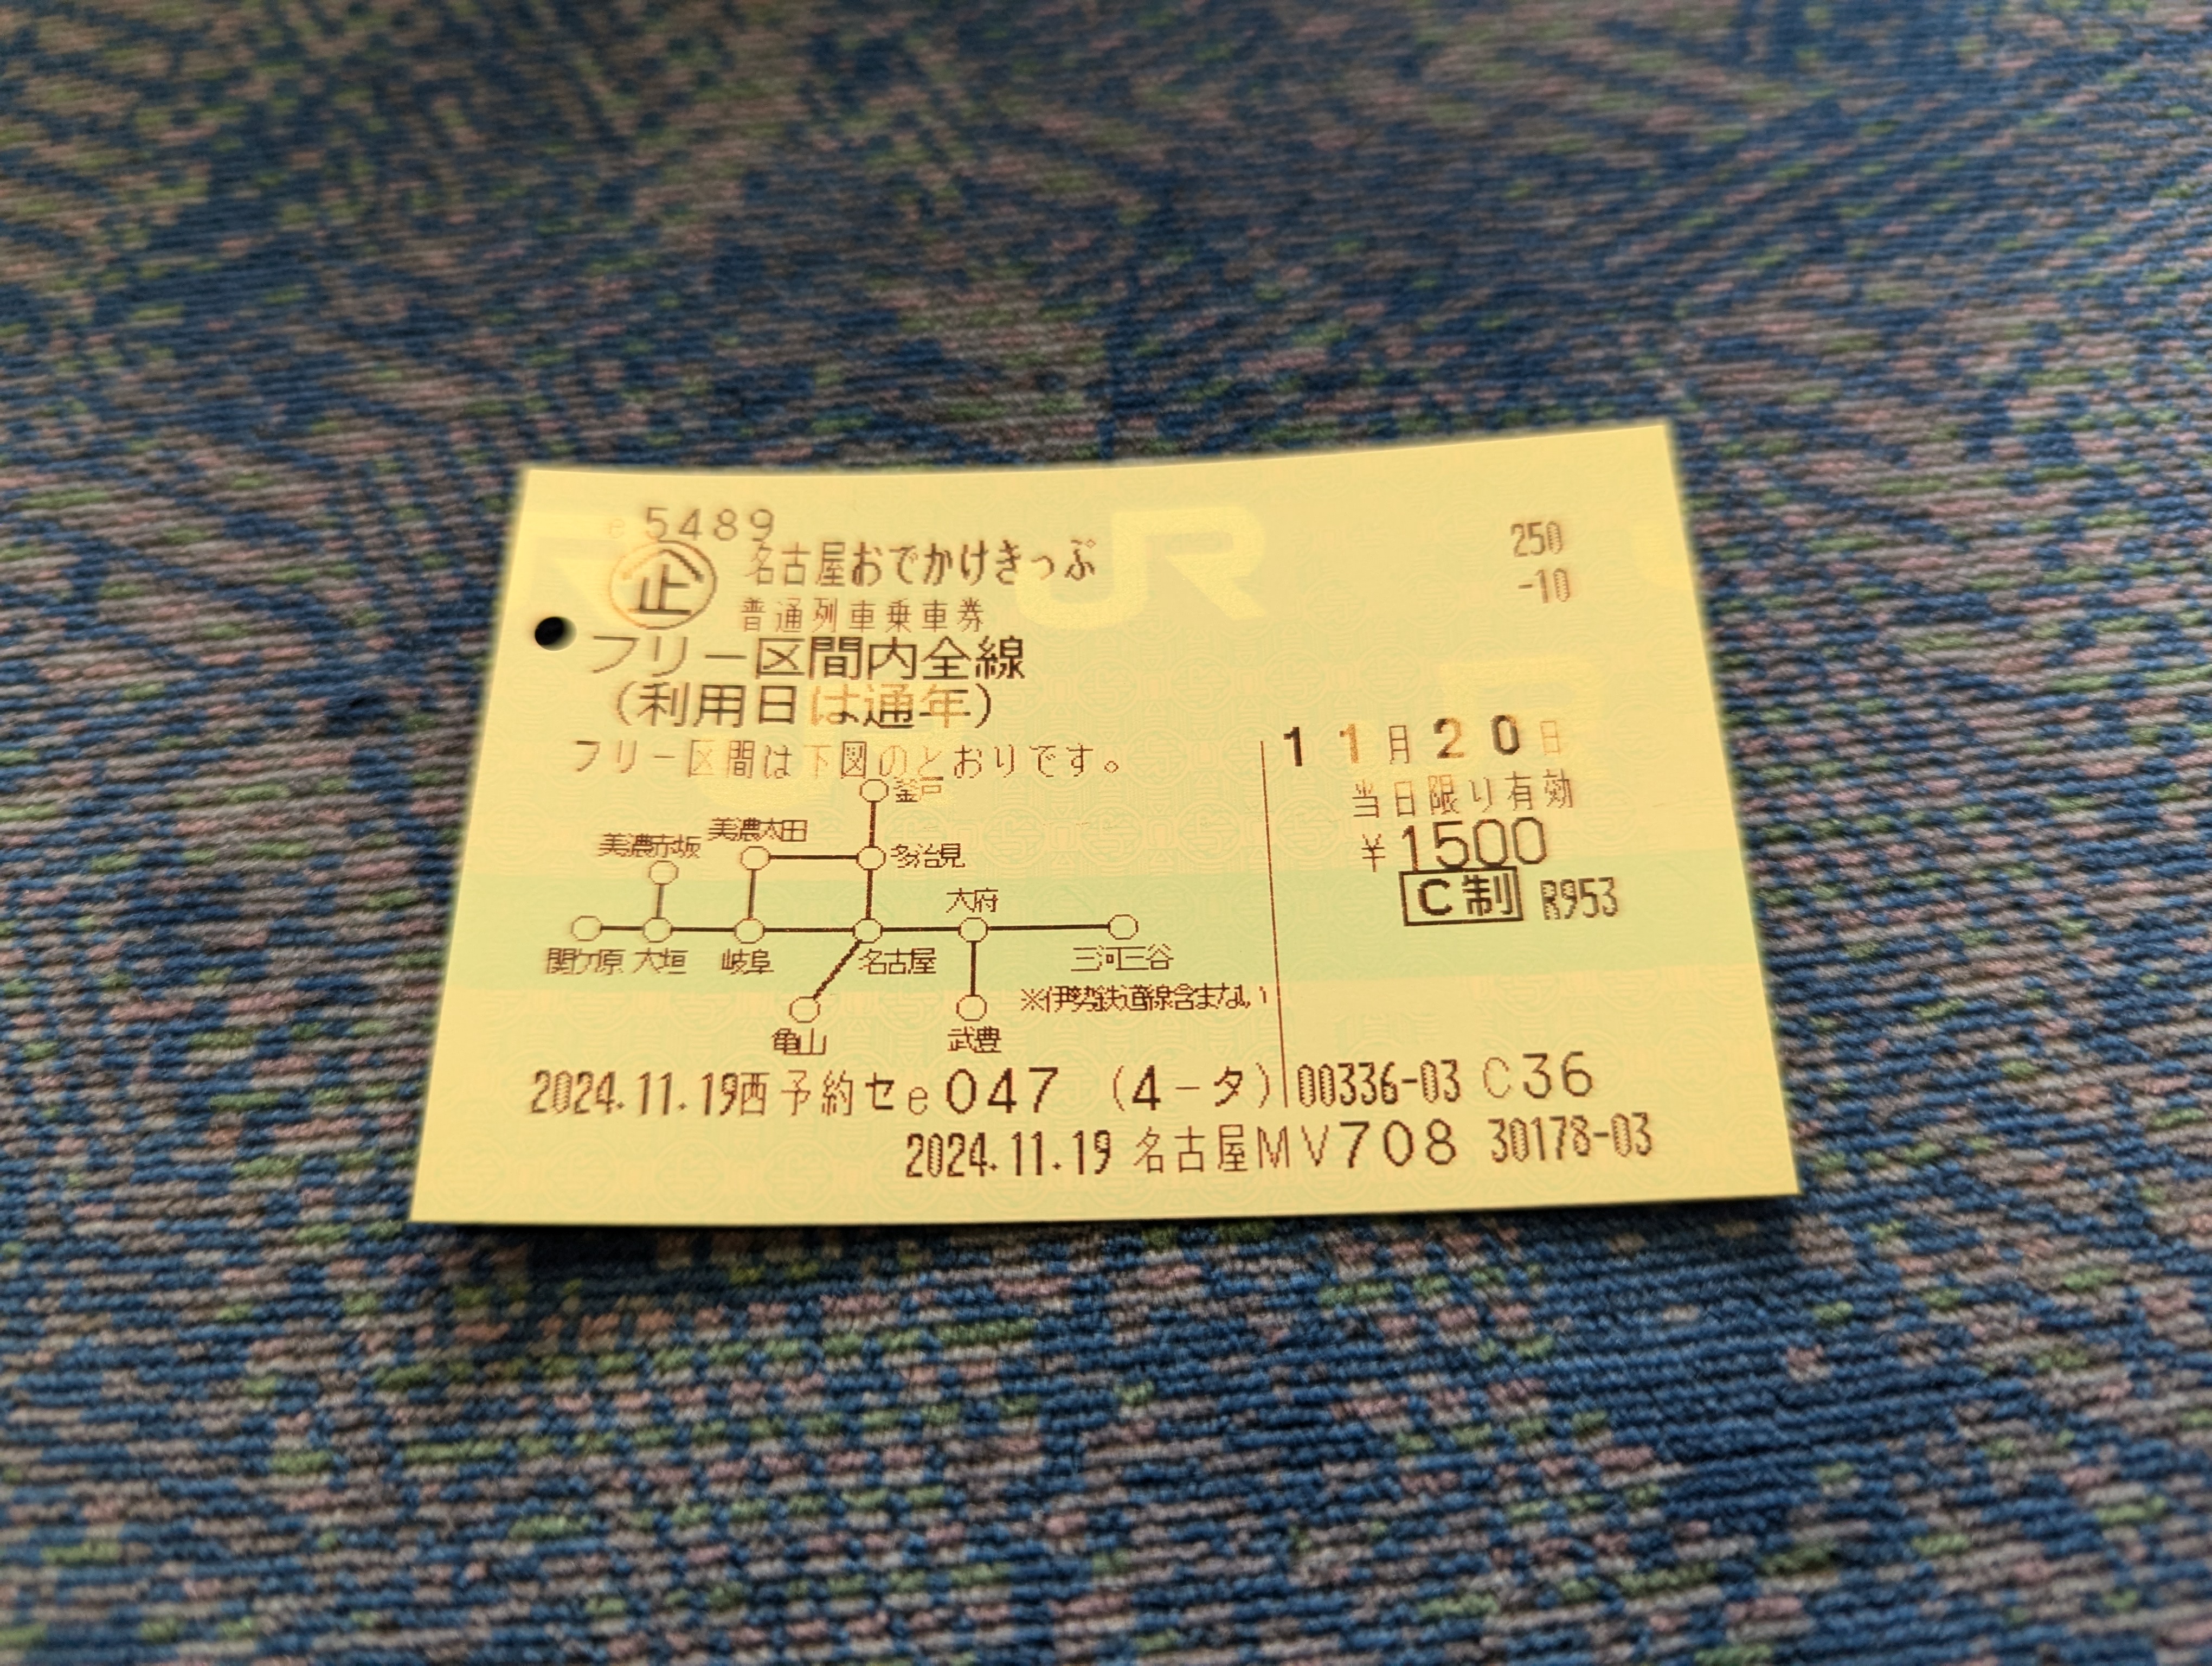 e5489
企 名古屋おでかけきっぷ
250
-10
普通列車乗車券
フリー区間内全線
(利用日は通年)
フリー区間は下図のとおりです。
11月20日
当日限り有効
¥1500
C制 R953
釜戸
美濃太田
美濃赤坂
多治見
大府
関ケ原 大垣 岐阜 名古屋 三河三谷
※伊勢鉄道線含まない
亀山 武豊
2024.11.19西予約セe047 (4-タ) 00336-03 C36
2024.11.19 名古屋MV708 30178-03
JR